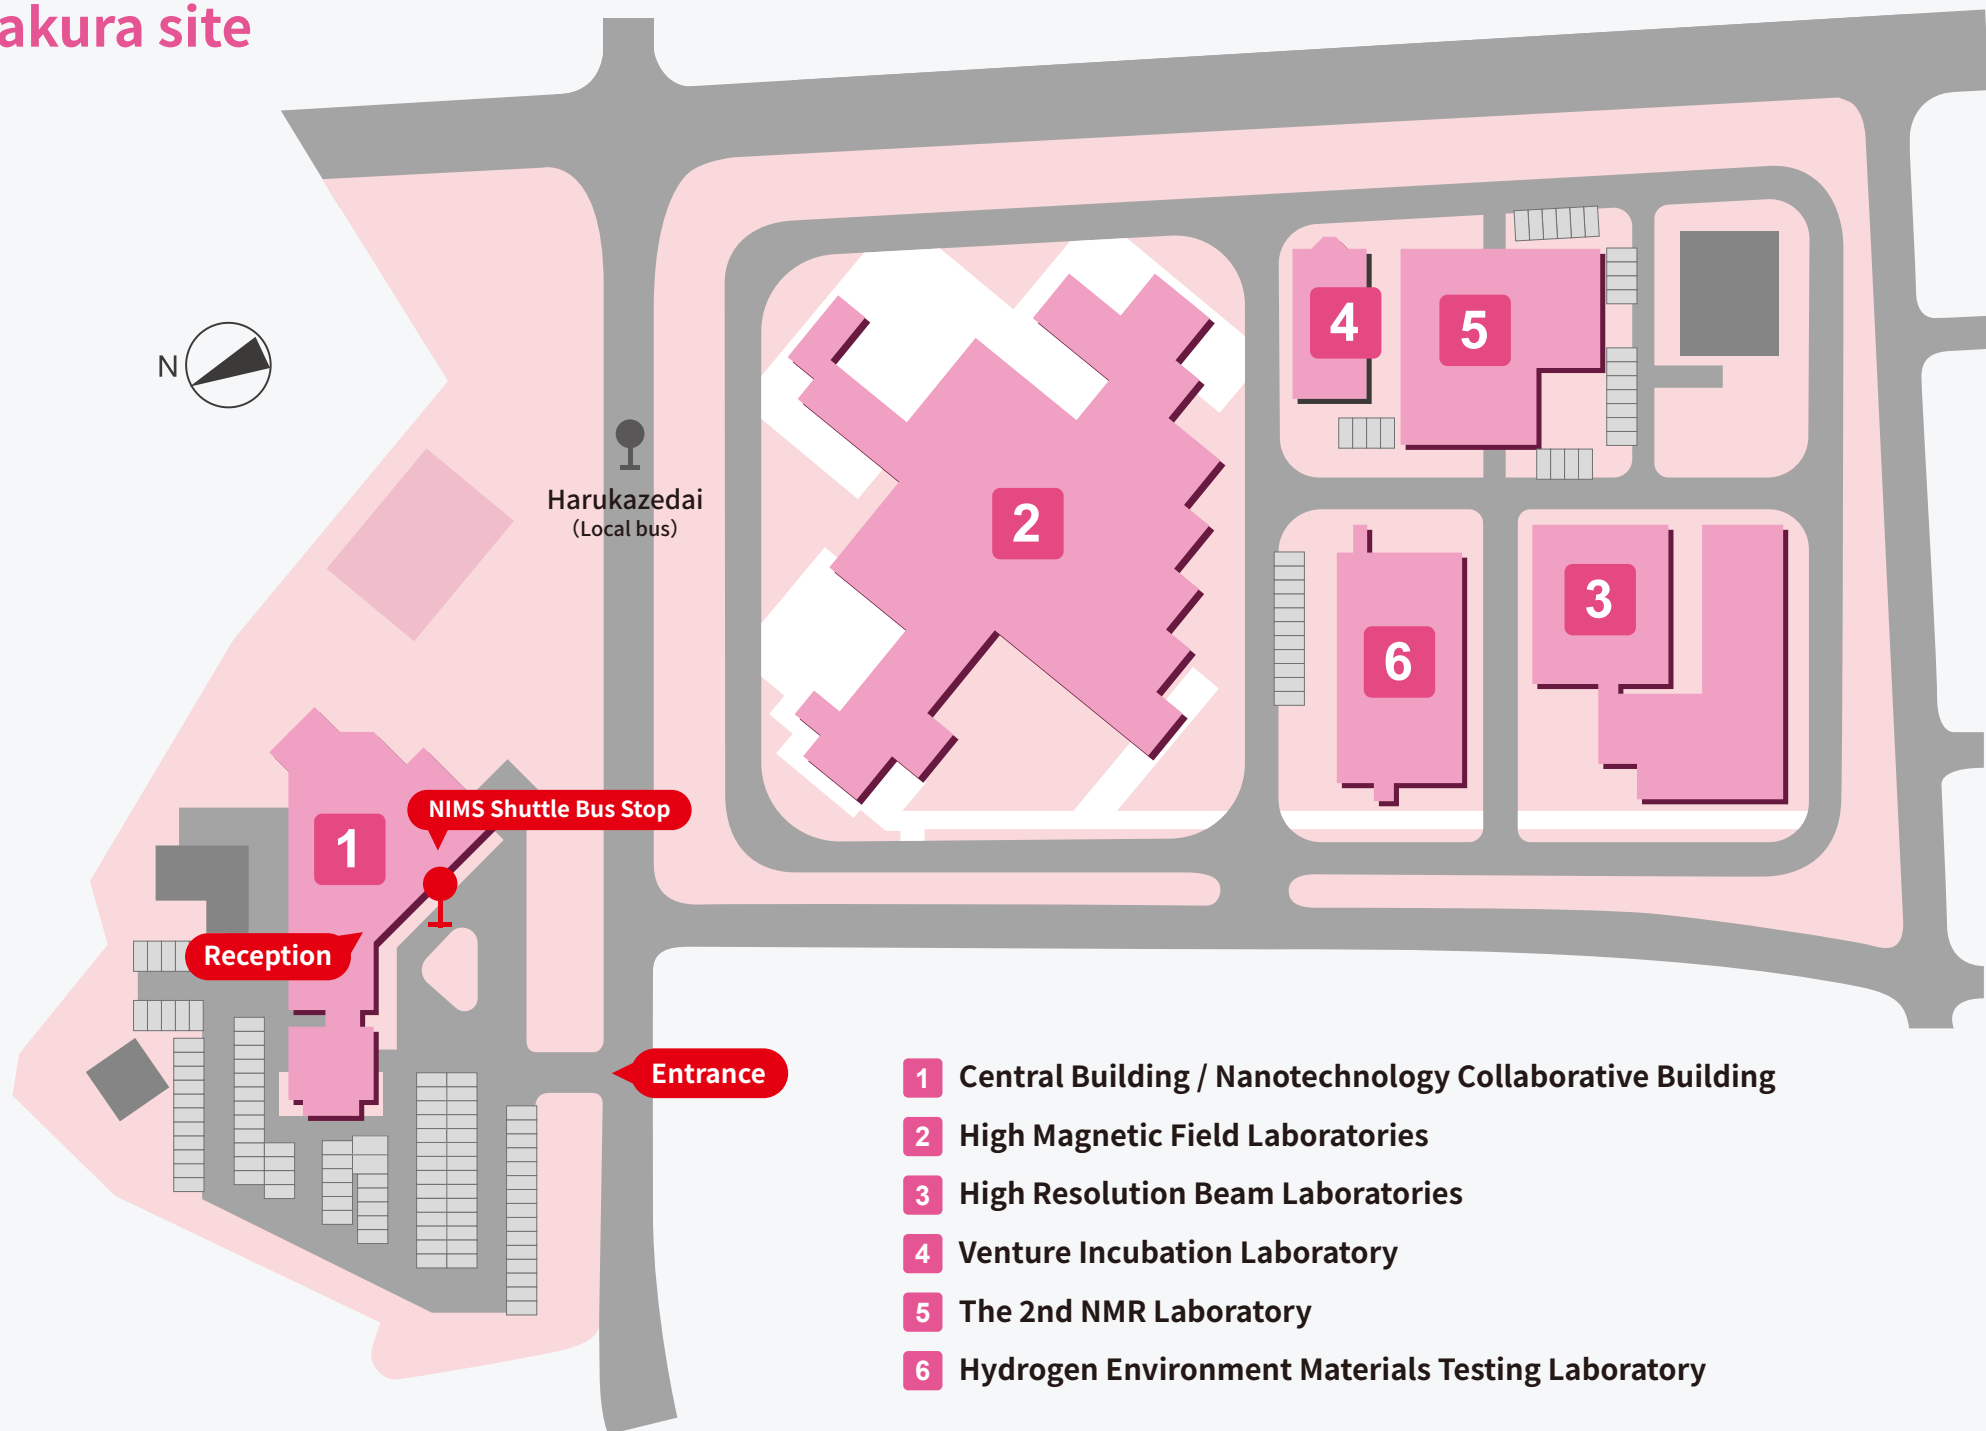 akura site
N
Harukazedai
（Local bus）
4
5
2
3
6
NIMS Shuttle Bus Stop
1
Reception
Entrance
1 Central Building / Nanotechnology Collaborative Building
2 High Magnetic Field Laboratories
3 High Resolution Beam Laboratories
4 Venture Incubation Laboratory
5 The 2nd NMR Laboratory
6 Hydrogen Environment Materials Testing Laboratory